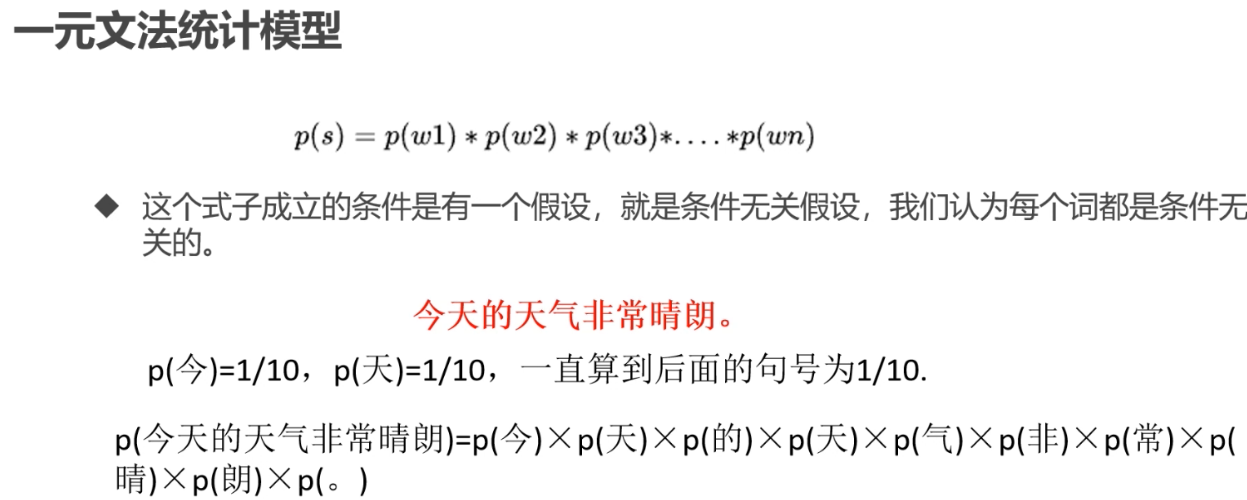 一元文法统计模型
p(s) = p(w1) * p(w2) * p(w3)*.... *p(wn)
◆ 这个式子成立的条件是有一个假设，就是条件无关假设，我们认为每个词都是条件无
关的。
今天的天气非常晴朗。
p(今)=1/10，p(天)=1/10，一直算到后面的句号为1/10.
p(今天的天气非常晴朗)=p(今)×p(天)×p(的)×p(天)×p(气)×p(非)×p(常)×p(
晴)×p(朗)×p(。)